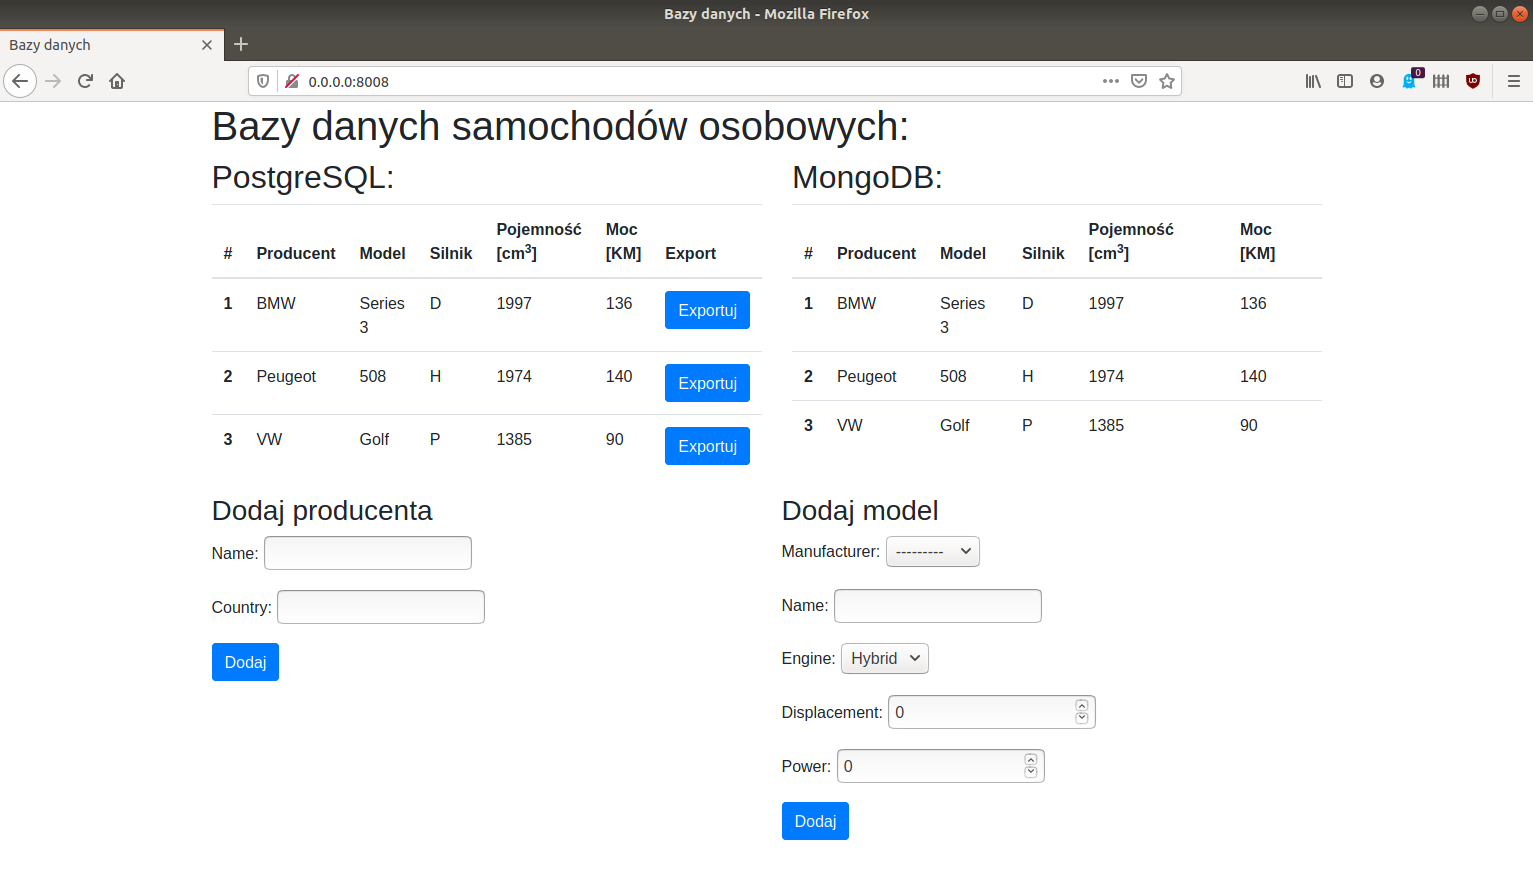 Bazy danych - Mozilla Firefox
Bazy danych
0.0.0.0:8008
0
Bazy danych samochodów osobowych:
PostgreSQL:
# Producent Model Silnik Pojemność [cm³] Moc [KM] Export
1 BMW Series 3 D 1997 136 Exportuj
2 Peugeot 508 H 1974 140 Exportuj
3 VW Golf P 1385 90 Exportuj
MongoDB:
# Producent Model Silnik Pojemność [cm³] Moc [KM]
1 BMW Series 3 D 1997 136
2 Peugeot 508 H 1974 140
3 VW Golf P 1385 90
Dodaj producenta
Name:
Country:
Dodaj
Dodaj model
Manufacturer: ---------
Name:
Engine: Hybrid
Displacement: 0
Power: 0
Dodaj